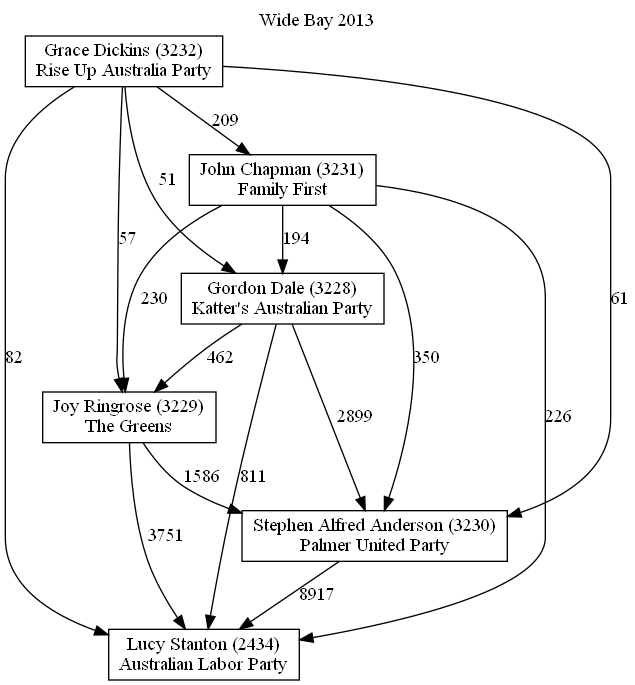 Wide Bay 2013
Grace Dickins (3232)
Rise Up Australia Party
209
John Chapman (3231)
Family First
51
57
194
230
Gordon Dale (3228)
Katter's Australian Party
61
82
462
350
226
2899
Joy Ringrose (3229)
The Greens
1586
811
3751
Stephen Alfred Anderson (3230)
Palmer United Party
8917
Lucy Stanton (2434)
Australian Labor Party